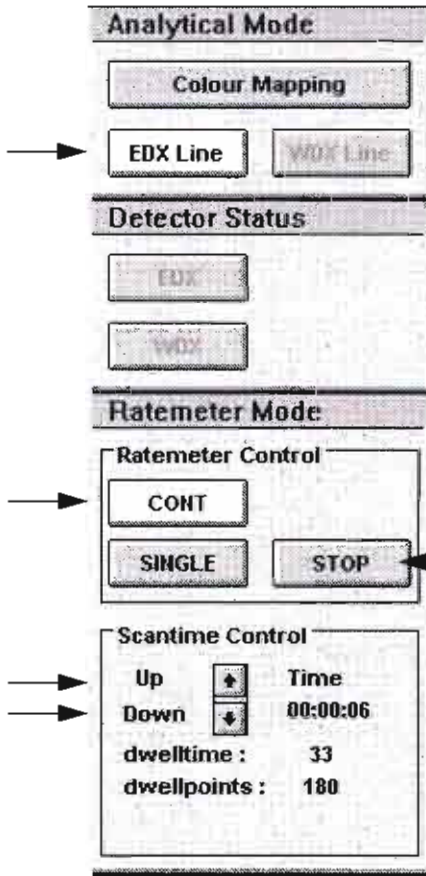 Analytical Mode
Colour Mapping
EDX Line WDX Line
Detector Status
EDX
WDX
Ratemeter Mode
Ratemeter Control
CONT
SINGLE STOP
Scantime Control
Up Time
Down 00:00:06
dwelltime : 33
dwellpoints : 180